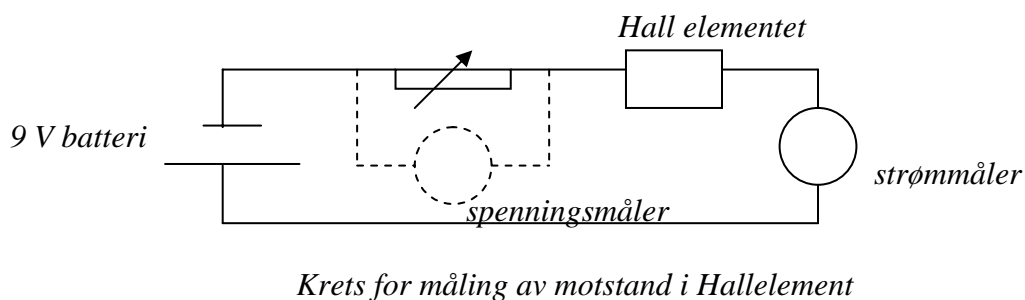 Hall elementet
9 V batteri
strømmåler
spenningsmåler
Krets for måling av motstand i Hallelement